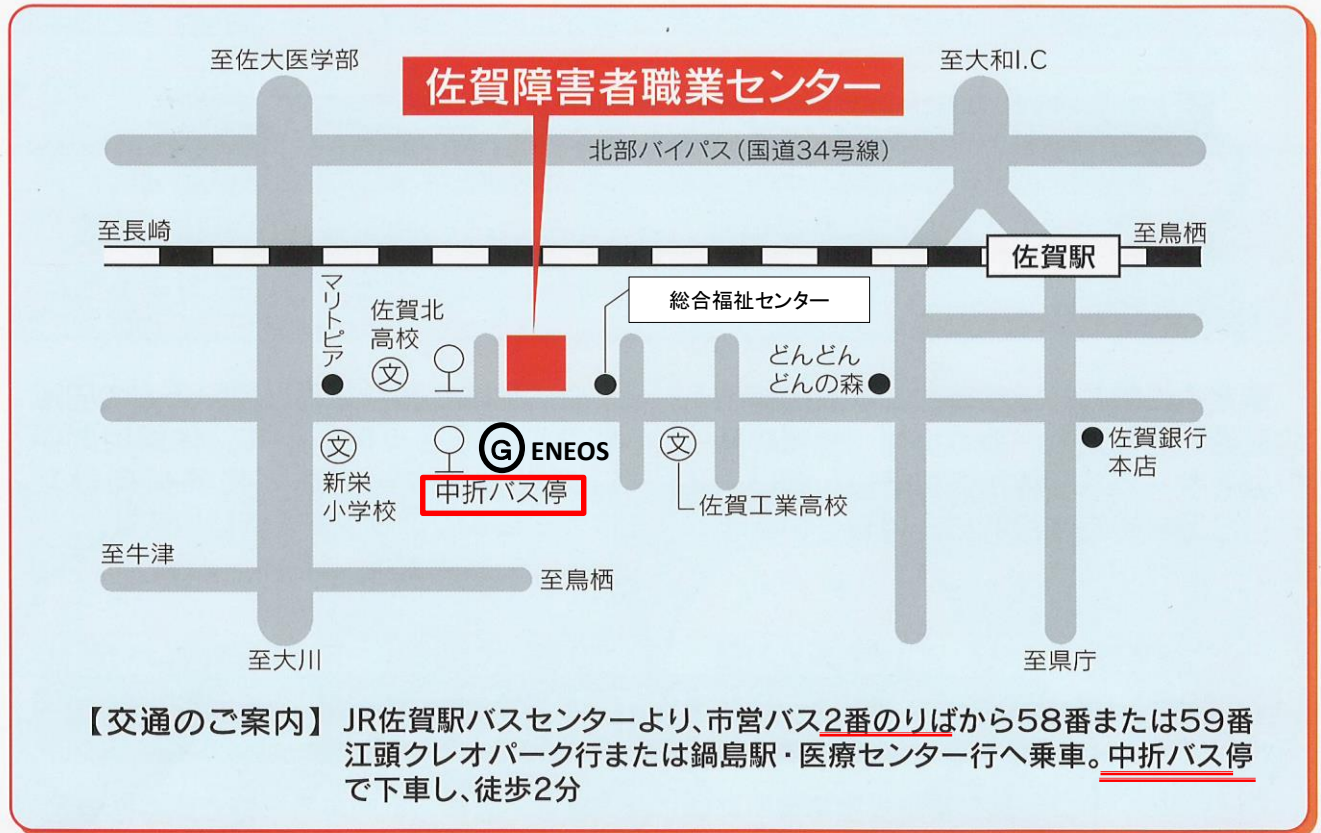 至佐大医学部
佐賀障害者職業センター
至大和I.C
北部バイパス(国道34号線)
至長崎
至鳥栖
佐賀駅
マリトピア
佐賀北
高校
文
総合福祉センター
どんどん
どんの森
文
新栄
小学校
G ENEOS
中折バス停
文
佐賀工業高校
佐賀銀行
本店
至牛津
至鳥栖
至大川
至県庁
【交通のご案内】JR佐賀駅バスセンターより、市営バス2番のりばから58番または59番
江頭クレオパーク行または鍋島駅・医療センター行へ乗車。中折バス停
で下車し、徒歩2分